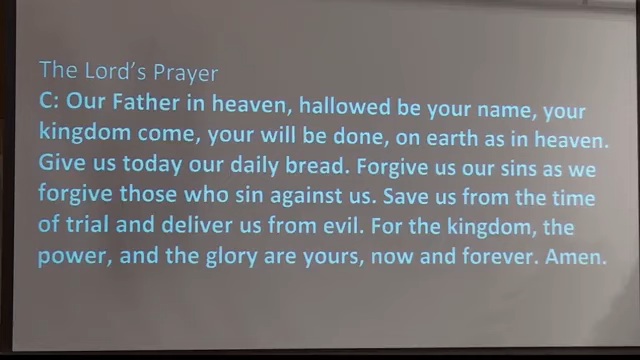 The Lord's Prayer
C: Our Father in heaven, hallowed be your name, your
kingdom come, your will be done, on earth as in heaven.
Give us today our daily bread. Forgive us our sins as we
forgive those who sin against us. Save us from the time
of trial and deliver us from evil. For the kingdom, the
power, and the glory are yours, now and forever. Amen.